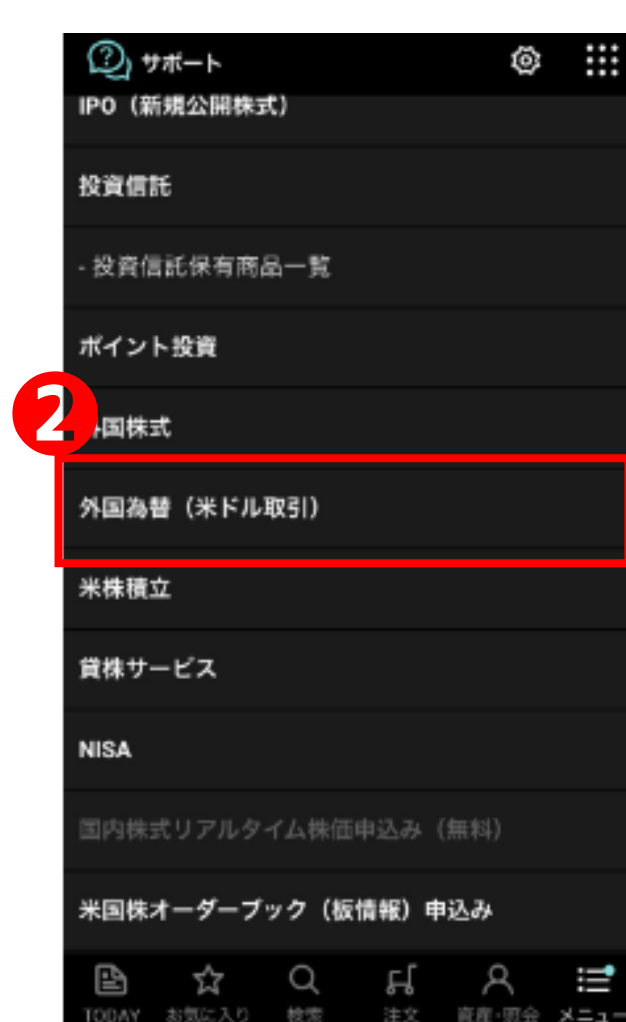 サポート
IPO（新規公開株式）
投資信託
- 投資信託保有商品一覧
ポイント投資
2
外国株式
外国為替（米ドル取引）
米株積立
貸株サービス
NISA
国内株式リアルタイム株価申込み（無料）
米国株オーダーブック（板情報）申込み
TODAY お気に入り 検索 注文 資産・照会 メニュー